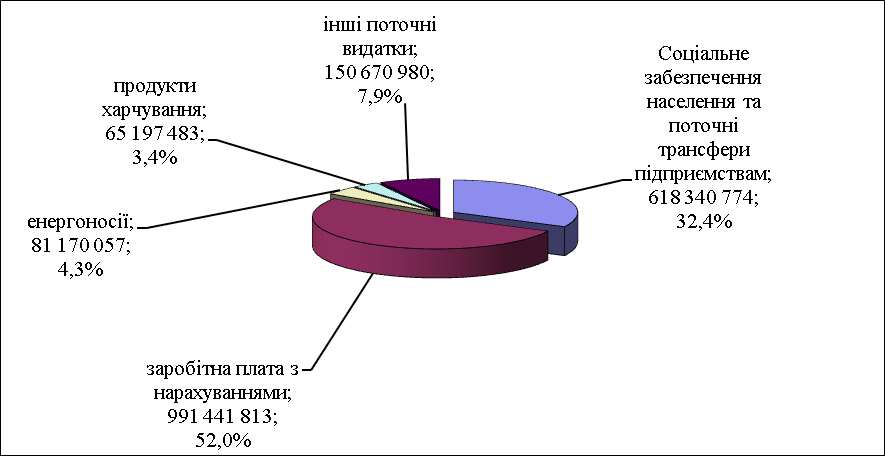 інші поточні
видатки;
150 670 980;
7,9%
Соціальне
забезпечення
населення та
поточні
трансфери
підприємствам;
618 340 774;
32,4%
продукти
харчування;
65 197 483;
3,4%
енергоносії;
81 170 057;
4,3%
заробітна плата з
нарахуваннями;
991 441 813;
52,0%